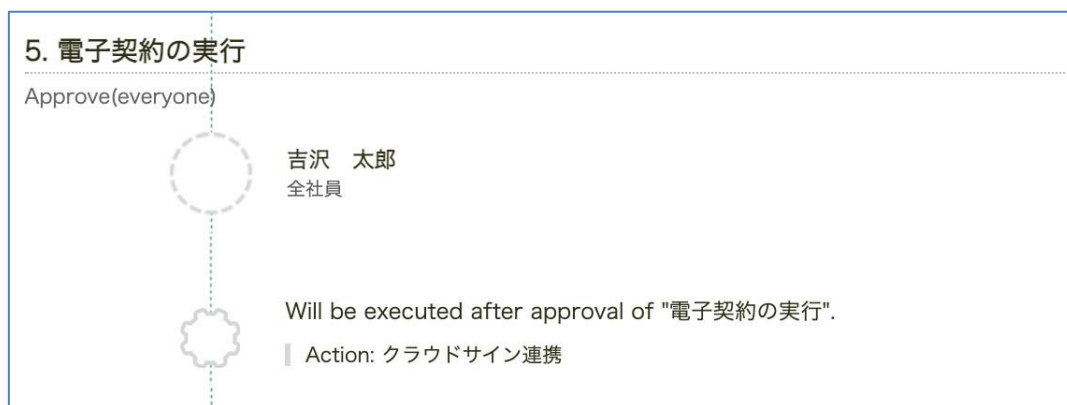 5. 電子契約の実行
Approve(everyone)
吉沢　太郎
全社員
Will be executed after approval of "電子契約の実行".
Action: クラウドサイン連携